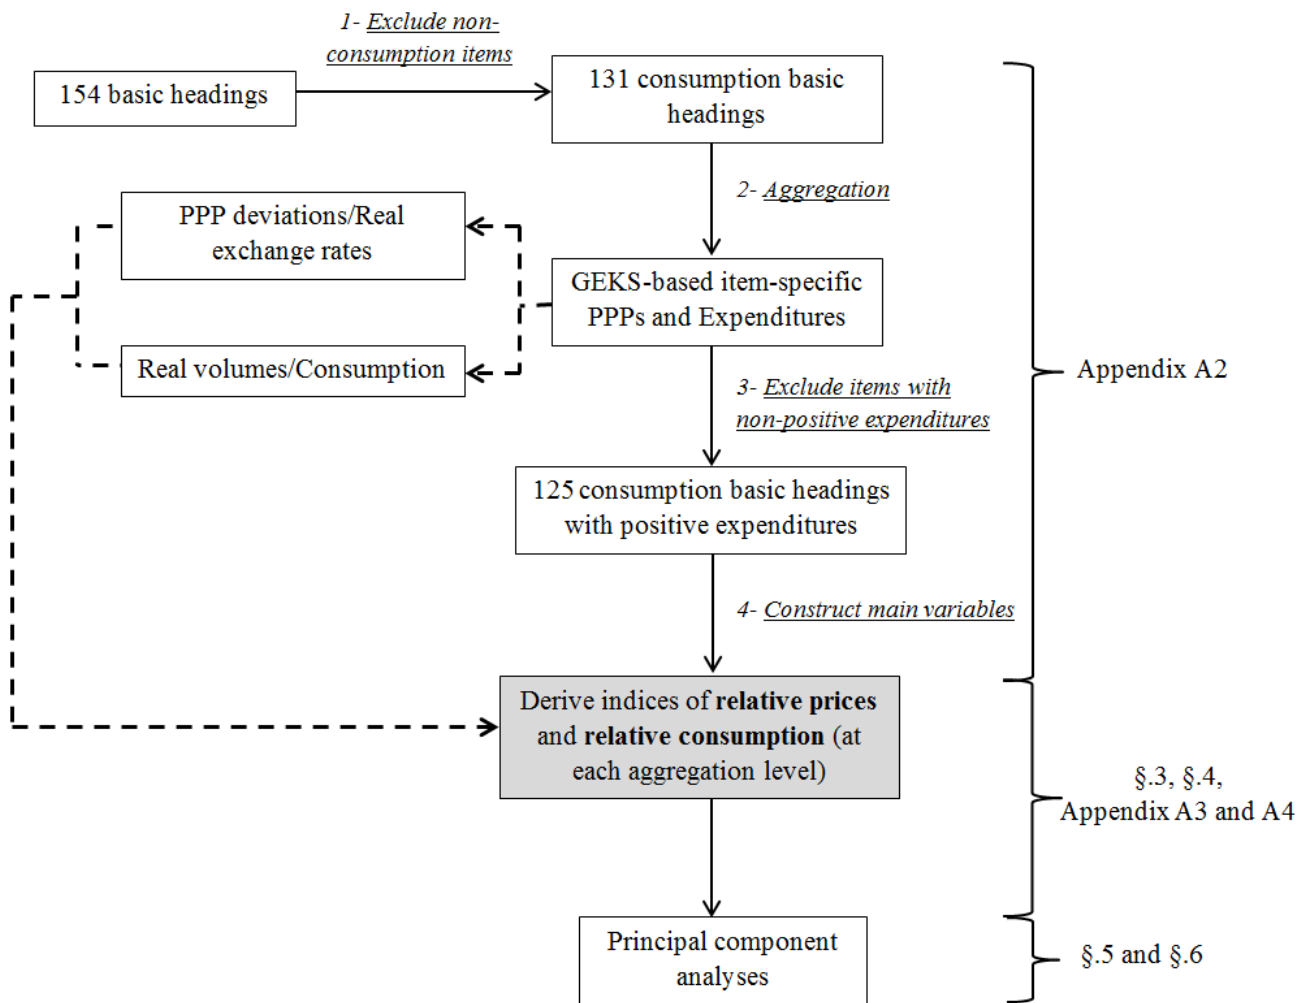 1- Exclude non-
consumption items
154 basic headings
131 consumption basic
headings
2- Aggregation
PPP deviations/Real
exchange rates
GEKS-based item-specific
PPPs and Expenditures
Real volumes/Consumption
Appendix A2
3- Exclude items with
non-positive expenditures
125 consumption basic headings
with positive expenditures
4- Construct main variables
Derive indices of relative prices
and relative consumption (at
each aggregation level)
§.3, §.4,
Appendix A3 and A4
Principal component
analyses
§.5 and §.6